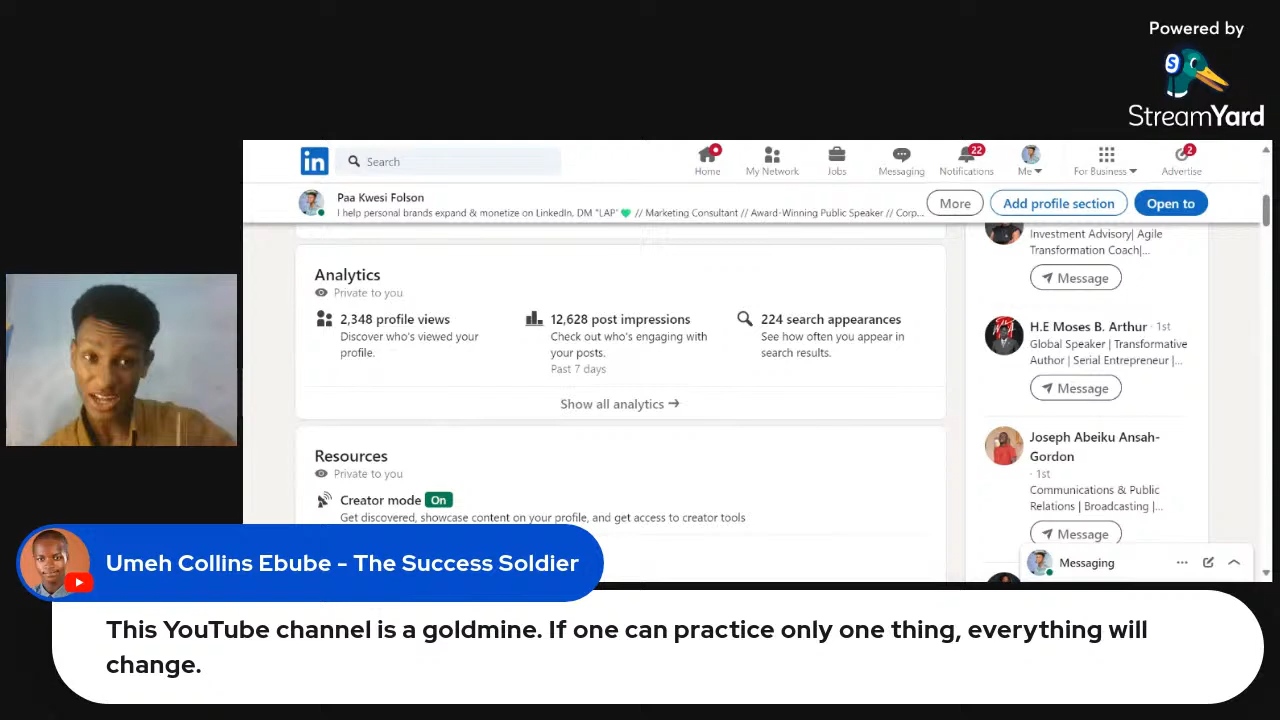 Powered by
StreamYard
in
Search
Home
My Network
Jobs
Messaging
22
Notifications
Me
For Business
2
Advertise
Paa Kwesi Folson
I help personal brands expand & monetize on LinkedIn, DM "LAP" 💚 // Marketing Consultant // Award-Winning Public Speaker // Corp...
More
Add profile section
Open to
Analytics
Private to you
2,348 profile views
Discover who's viewed your
profile.
12,628 post impressions
Check out who's engaging with
your posts.
Past 7 days
224 search appearances
See how often you appear in
search results.
Show all analytics →
Resources
Private to you
Creator mode On
Get discovered, showcase content on your profile, and get access to creator tools
Investment Advisory| Agile
Transformation Coach|...
Message
H.E Moses B. Arthur · 1st
Global Speaker | Transformative
Author | Serial Entrepreneur |...
Message
Joseph Abeiku Ansah-
Gordon
· 1st
Communications & Public
Relations | Broadcasting |...
Message
Messaging
Umeh Collins Ebube - The Success Soldier
This YouTube channel is a goldmine. If one can practice only one thing, everything will
change.